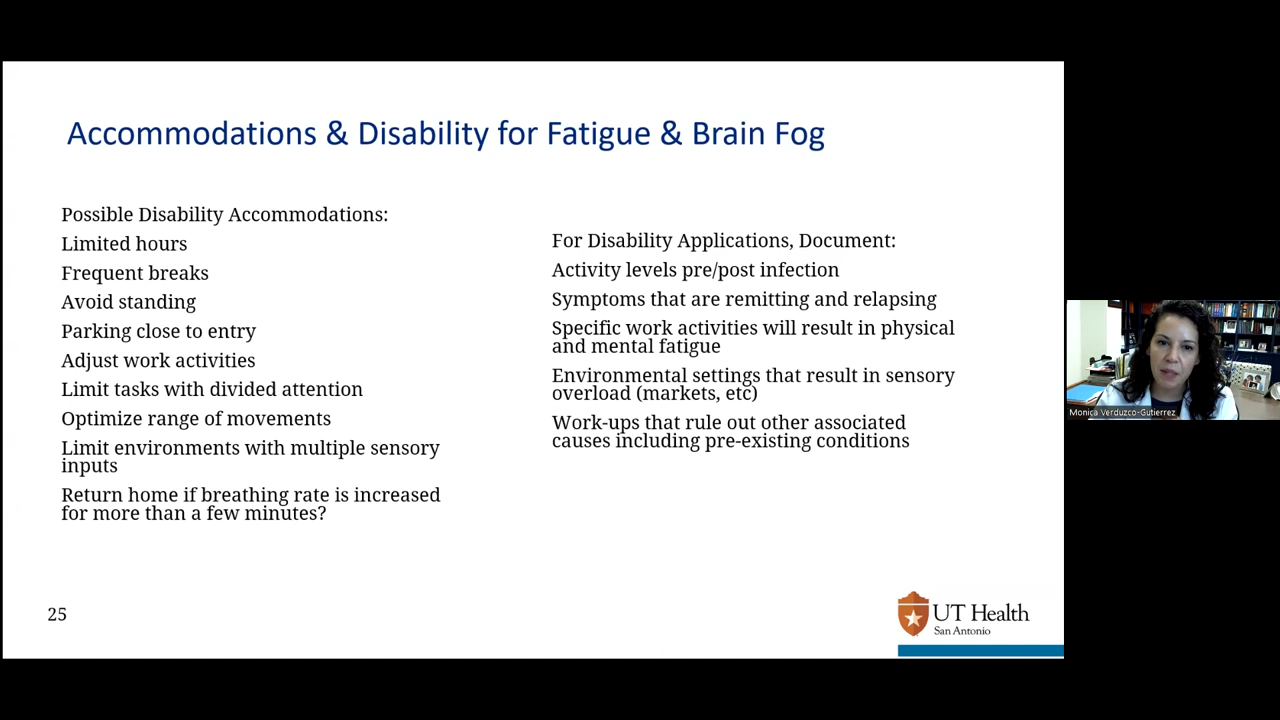 Accommodations & Disability for Fatigue & Brain Fog
Possible Disability Accommodations:
Limited hours
Frequent breaks
Avoid standing
Parking close to entry
Adjust work activities
Limit tasks with divided attention
Optimize range of movements
Limit environments with multiple sensory
inputs
Return home if breathing rate is increased
for more than a few minutes?
For Disability Applications, Document:
Activity levels pre/post infection
Symptoms that are remitting and relapsing
Specific work activities will result in physical
and mental fatigue
Environmental settings that result in sensory
overload (markets, etc)
Work-ups that rule out other associated
causes including pre-existing conditions
25
UT Health
San Antonio
Monica Verduzco-Gutierrez